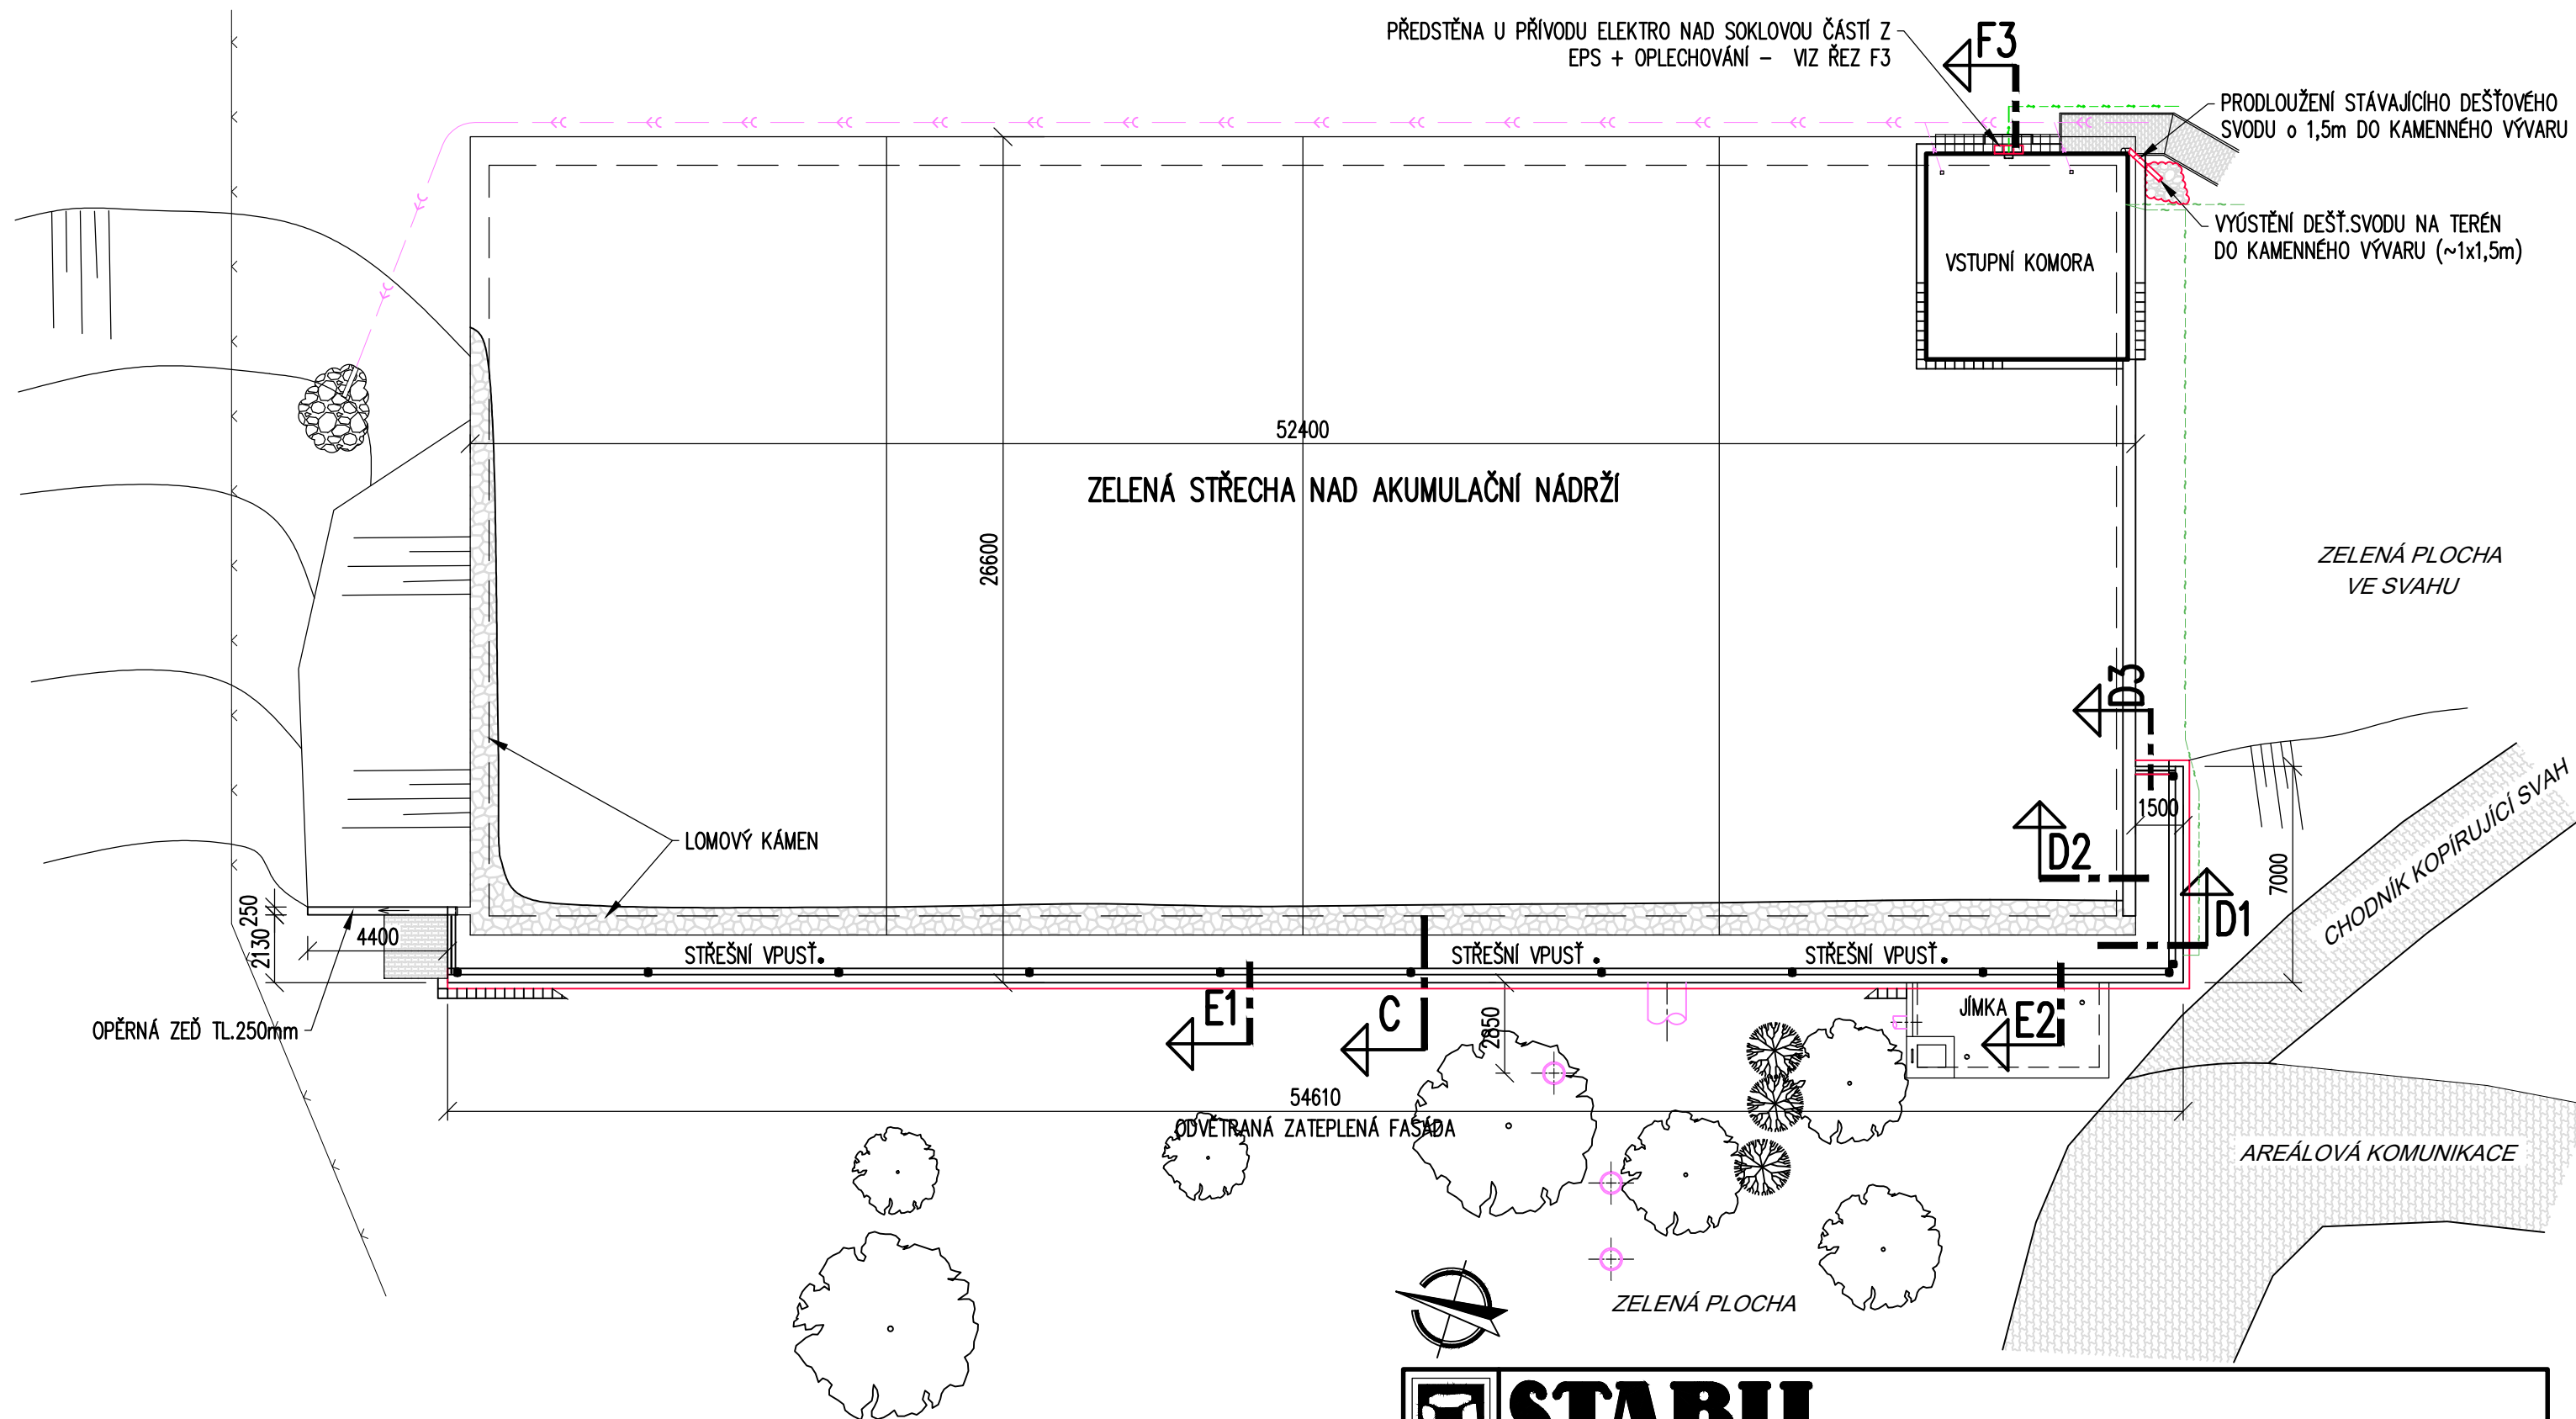 PŘEDSTĚNA U PŘÍVODU ELEKTRO NAD SOKLOVOU ČÁSTÍ Z
EPS + OPLECHOVÁNÍ – VIZ ŘEZ F3
F3
PRODLOUŽENÍ STÁVAJÍCÍHO DEŠŤOVÉHO
SVODU o 1,5m DO KAMENNÉHO VÝVARU
VYÚSTĚNÍ DEŠŤ.SVODU NA TERÉN
DO KAMENNÉHO VÝVARU (~1x1,5m)
VSTUPNÍ KOMORA
52400
ZELENÁ STŘECHA NAD AKUMULAČNÍ NÁDRŽÍ
26600
ZELENÁ PLOCHA
VE SVAHU
D3
1500
D2
7000
CHODNÍK KOPÍRUJÍCÍ SVAH
LOMOVÝ KÁMEN
D1
250
2130
4400
STŘEŠNÍ VPUSŤ
STŘEŠNÍ VPUSŤ
STŘEŠNÍ VPUSŤ
OPĚRNÁ ZEĎ TL.250mm
E1
C
2850
JÍMKA
E2
54610
ODVĚTRANÁ ZATEPLENÁ FASÁDA
AREÁLOVÁ KOMUNIKACE
ZELENÁ PLOCHA
STABIL